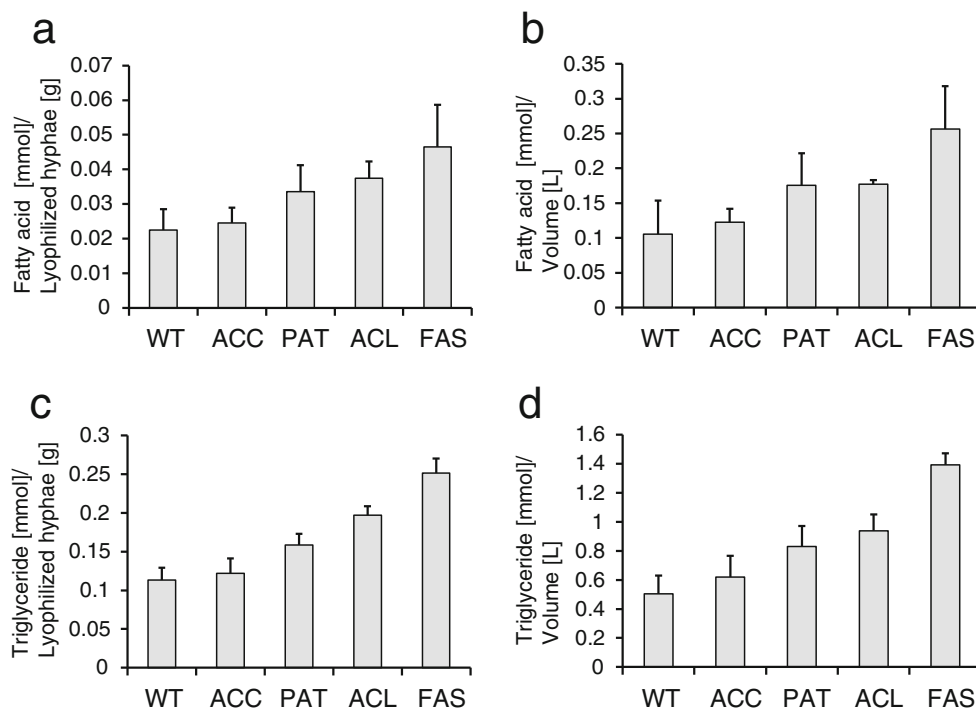 a
Fatty acid [mmol]/
Lyophilized hyphae [g]
0.07
0.06
0.05
0.04
0.03
0.02
0.01
0
WT ACC PAT ACL FAS
b
Fatty acid [mmol]/
Volume [L]
0.35
0.3
0.25
0.2
0.15
0.1
0.05
0
WT ACC PAT ACL FAS
c
Triglyceride [mmol]/
Lyophilized hyphae [g]
0.3
0.25
0.2
0.15
0.1
0.05
0
WT ACC PAT ACL FAS
d
Triglyceride [mmol]/
Volume [L]
1.6
1.4
1.2
1
0.8
0.6
0.4
0.2
0
WT ACC PAT ACL FAS